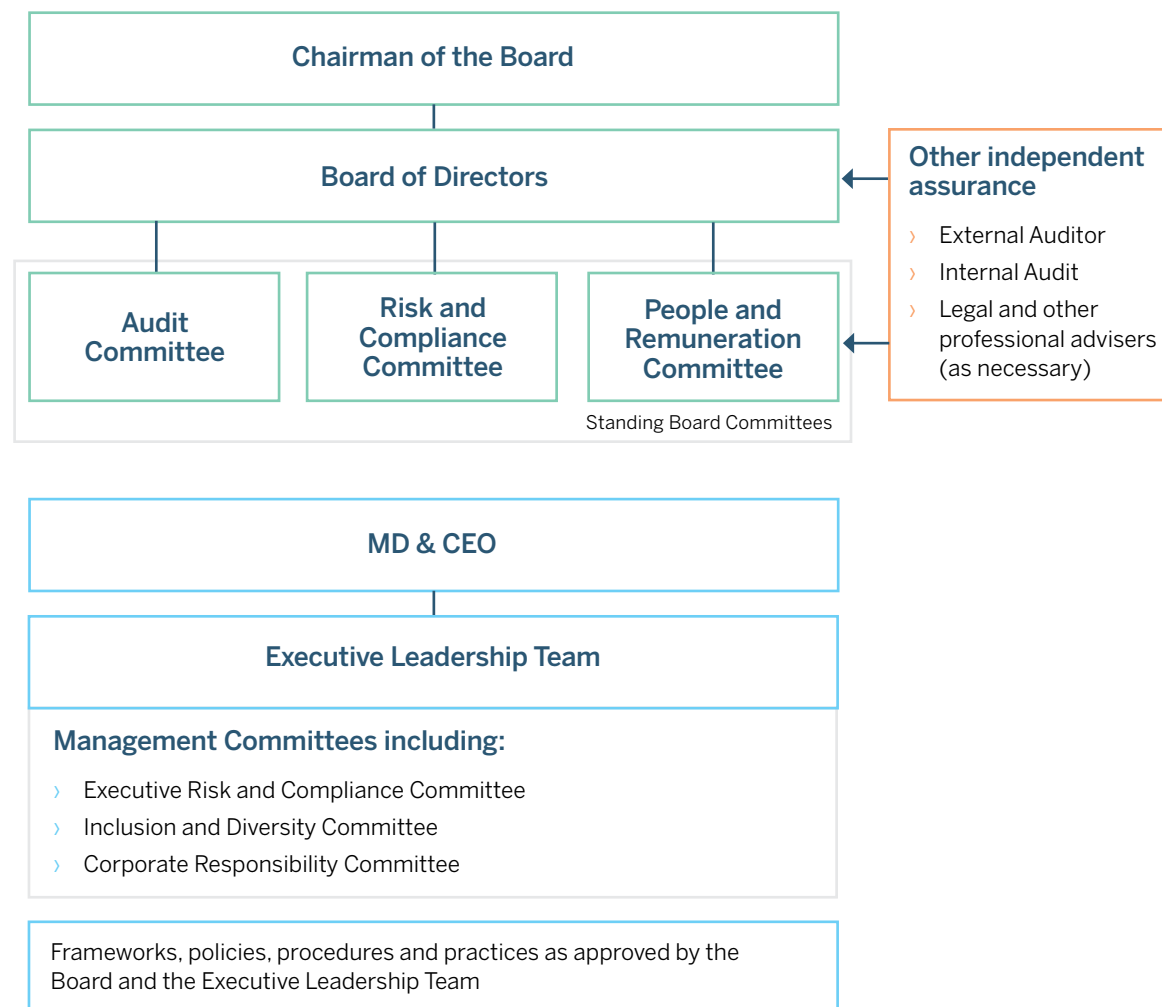 Chairman of the Board
Board of Directors
Other independent
assurance
› External Auditor
› Internal Audit
› Legal and other
professional advisers
(as necessary)
Audit
Committee
Risk and
Compliance
Committee
People and
Remuneration
Committee
Standing Board Committees
MD & CEO
Executive Leadership Team
Management Committees including:
› Executive Risk and Compliance Committee
› Inclusion and Diversity Committee
› Corporate Responsibility Committee
Frameworks, policies, procedures and practices as approved by the
Board and the Executive Leadership Team